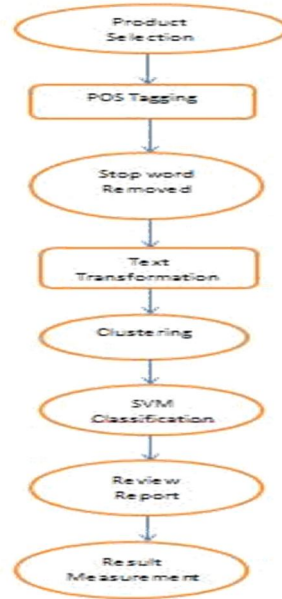 Product
Selection
POS Tagging
Stop word
Removed
Text
Transformation
Clustering
SVM
Classification
Review
Report
Result
Measurement